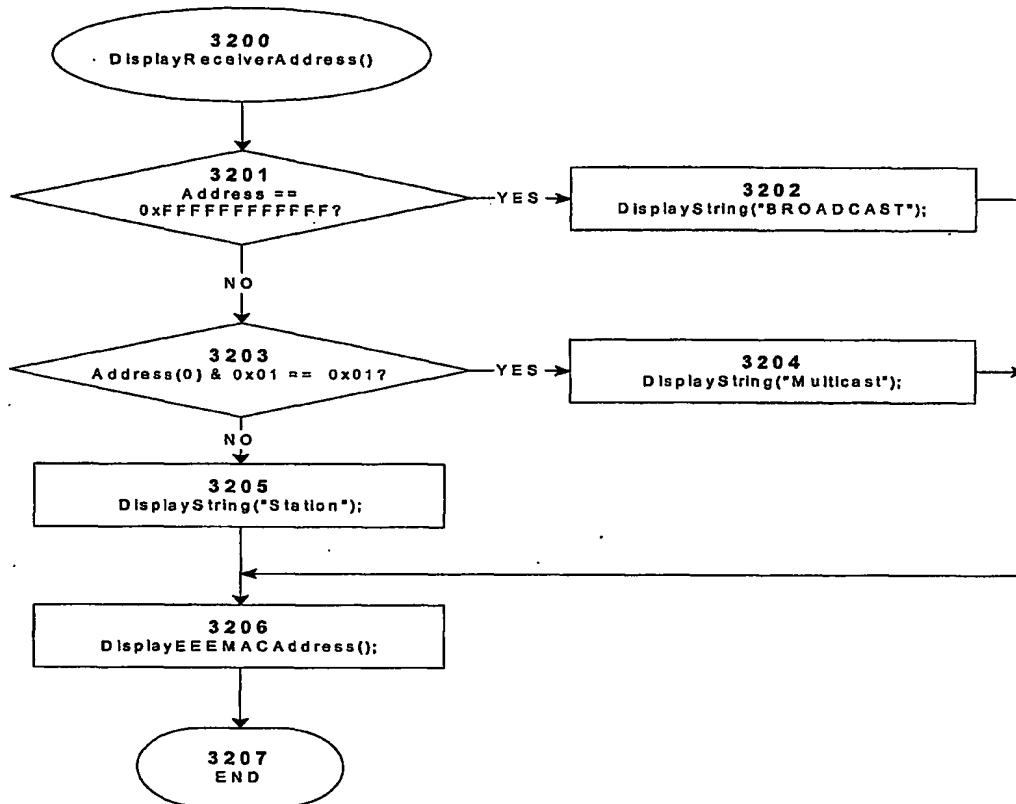 3200
DisplayReceiverAddress()
3201
Address ==
0xFFFFFFFFFFFF?
YES
3202
DisplayString("BROADCAST");
NO
3203
Address(0) & 0x01 == 0x01?
YES
3204
DisplayString("Multicast");
NO
3205
DisplayString("Station");
3206
DisplayEEEMACAddress();
3207
END